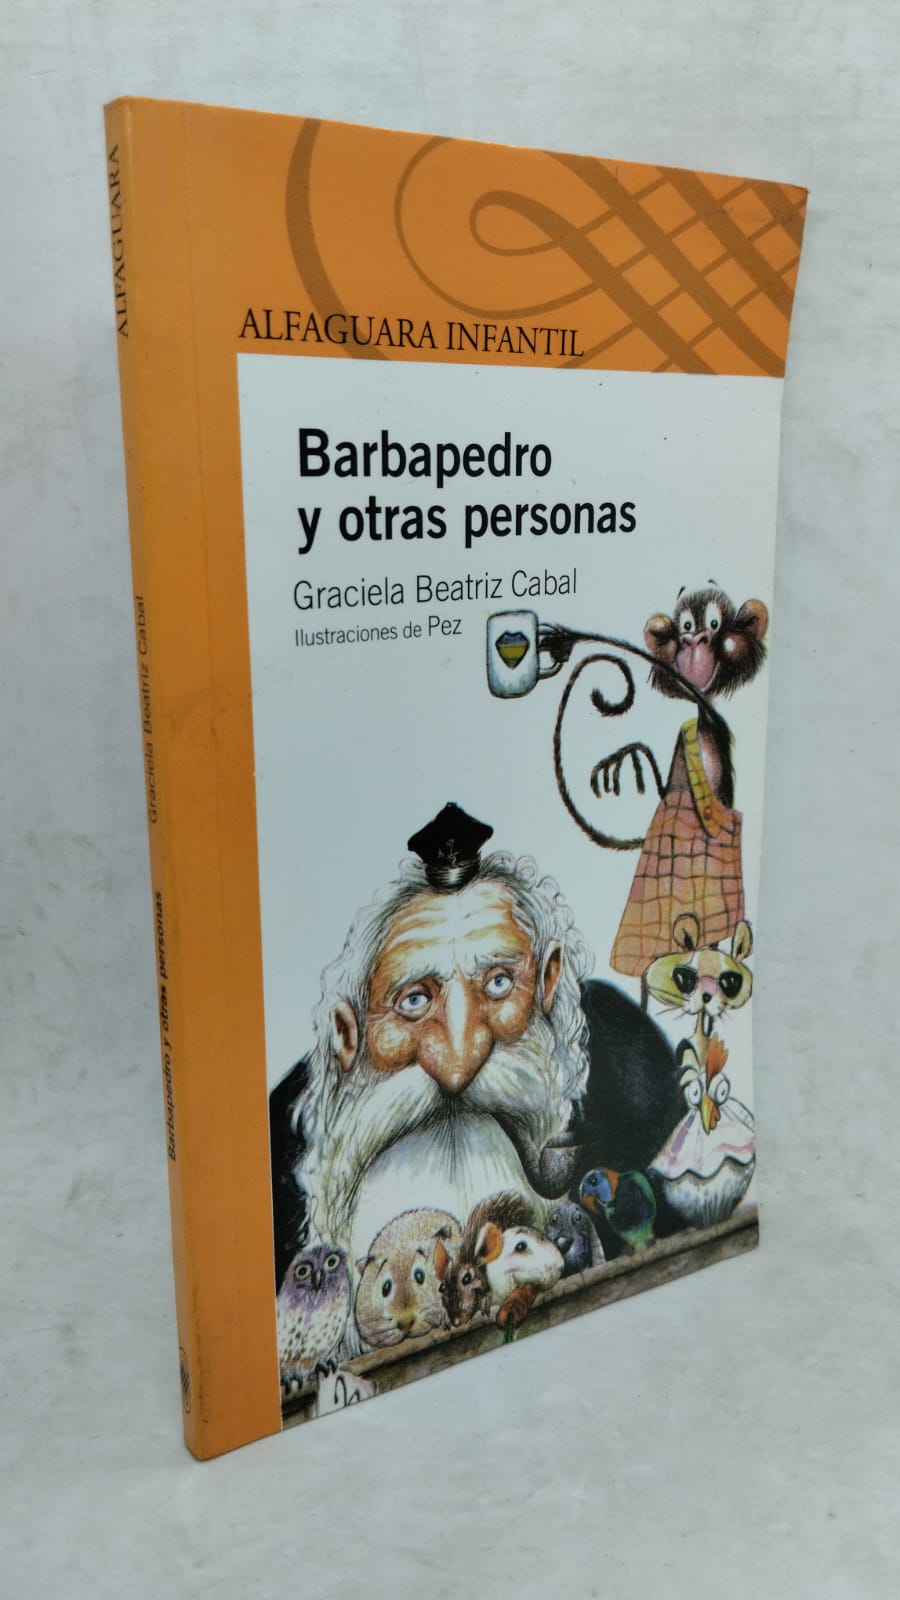 ALFAGUARA INFANTIL
Barbapedro
y otras personas
Graciela Beatriz Cabal
Ilustraciones de Pez
ALFAGUARA
Graciela Beatriz Cabal
Barbapedro y otras personas